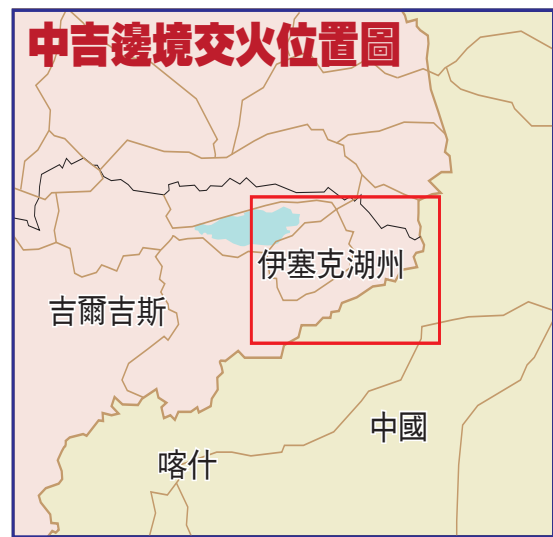 中吉邊境交火位置圖
伊塞克湖州
吉爾吉斯
中國
喀什